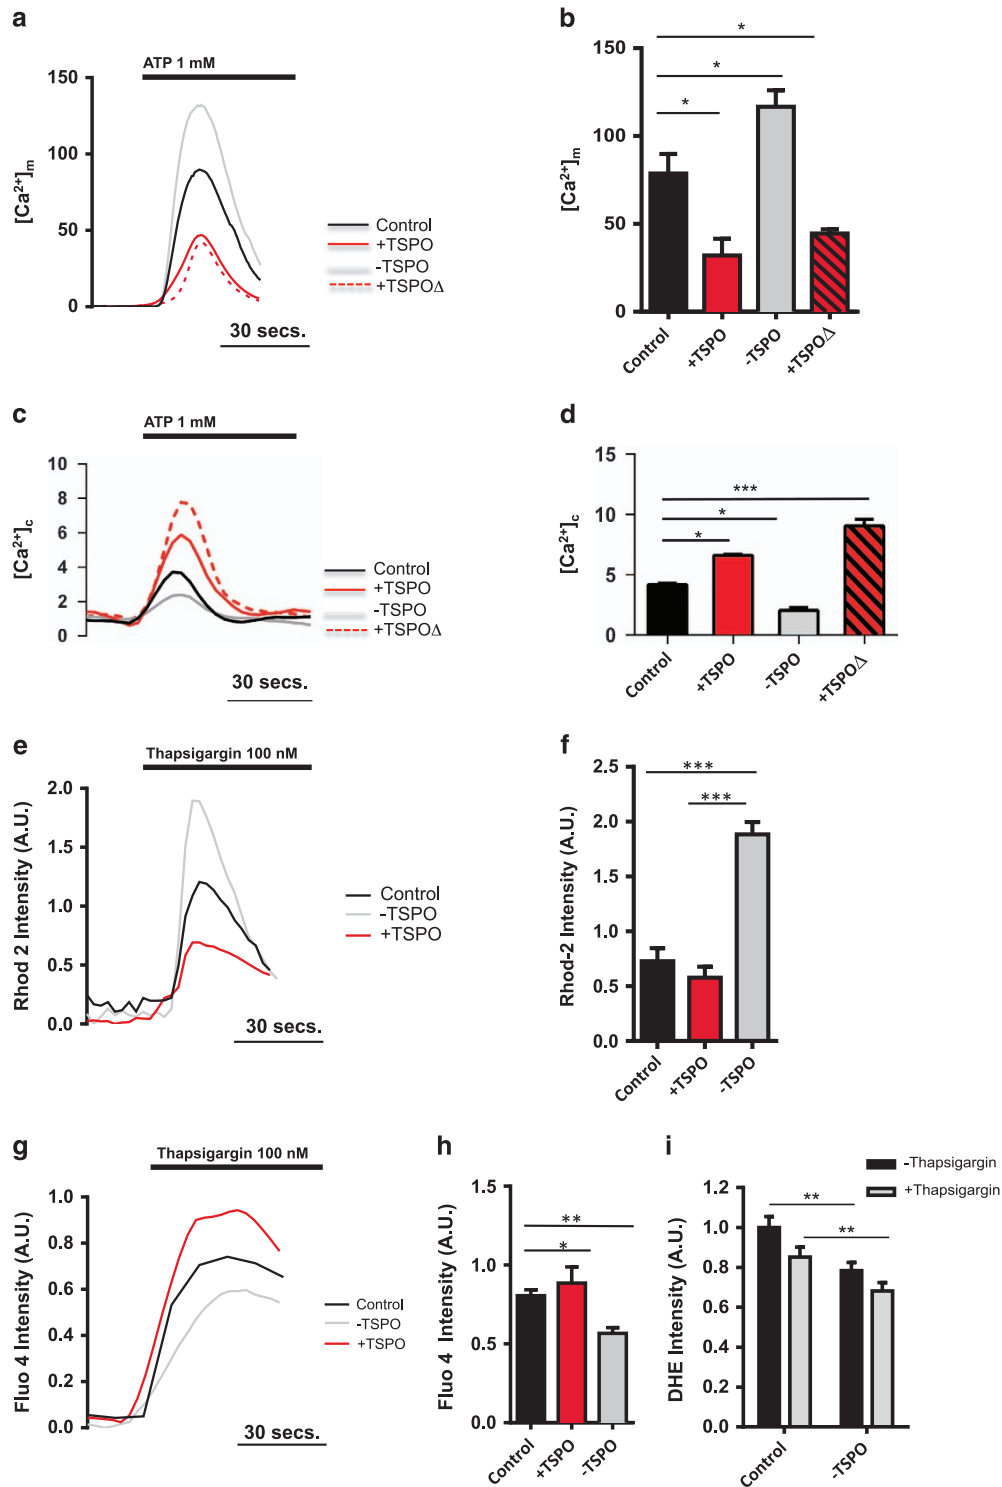 a
ATP 1 mM
150
100
50
0
[Ca²⁺]m
Control
+TSPO
-TSPO
+TSPOΔ
30 secs.
b
150
100
50
0
[Ca²⁺]m
*
*
*
Control
+TSPO
-TSPO
+TSPOΔ
c
ATP 1 mM
10
8
6
4
2
0
[Ca²⁺]c
Control
+TSPO
-TSPO
+TSPOΔ
30 secs.
d
15
10
5
0
[Ca²⁺]c
***
*
*
Control
+TSPO
-TSPO
+TSPOΔ
e
Thapsigargin 100 nM
2.0
1.5
1.0
0.5
0.0
Rhod 2 Intensity (A.U.)
Control
-TSPO
+TSPO
30 secs.
f
2.5
2.0
1.5
1.0
0.5
0.0
Rhod-2 Intensity (A.U.)
***
***
Control
+TSPO
-TSPO
g
Thapsigargin 100 nM
1.0
0.8
0.6
0.4
0.2
0.0
Fluo 4 Intensity (A.U.)
Control
-TSPO
+TSPO
30 secs.
h
1.5
1.0
0.5
0.0
Fluo 4 Intensity (A.U.)
**
*
Control
+TSPO
-TSPO
i
-Thapsigargin
+Thapsigargin
1.2
1.0
0.8
0.6
0.4
0.2
0.0
DHE Intensity (A.U.)
**
**
Control
-TSPO